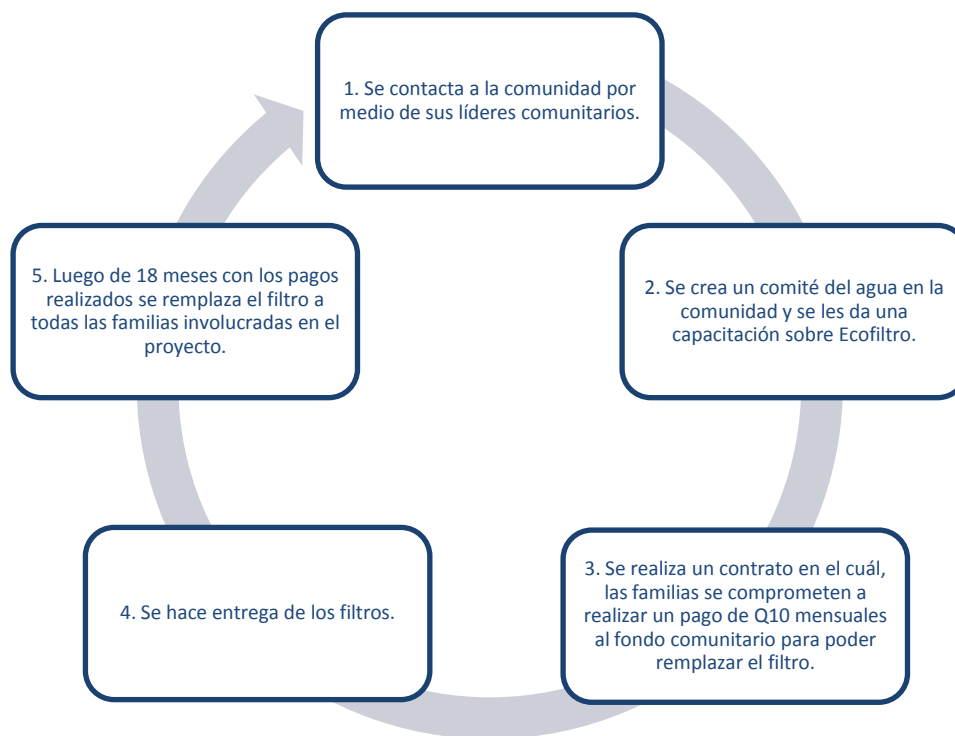 1. Se contacta a la comunidad por
medio de sus líderes comunitarios.
2. Se crea un comité del agua en la
comunidad y se les da una
capacitación sobre Ecofiltro.
3. Se realiza un contrato en el cuál,
las familias se comprometen a
realizar un pago de Q10 mensuales
al fondo comunitario para poder
remplazar el filtro.
4. Se hace entrega de los filtros.
5. Luego de 18 meses con los pagos
realizados se remplaza el filtro a
todas las familias involucradas en el
proyecto.